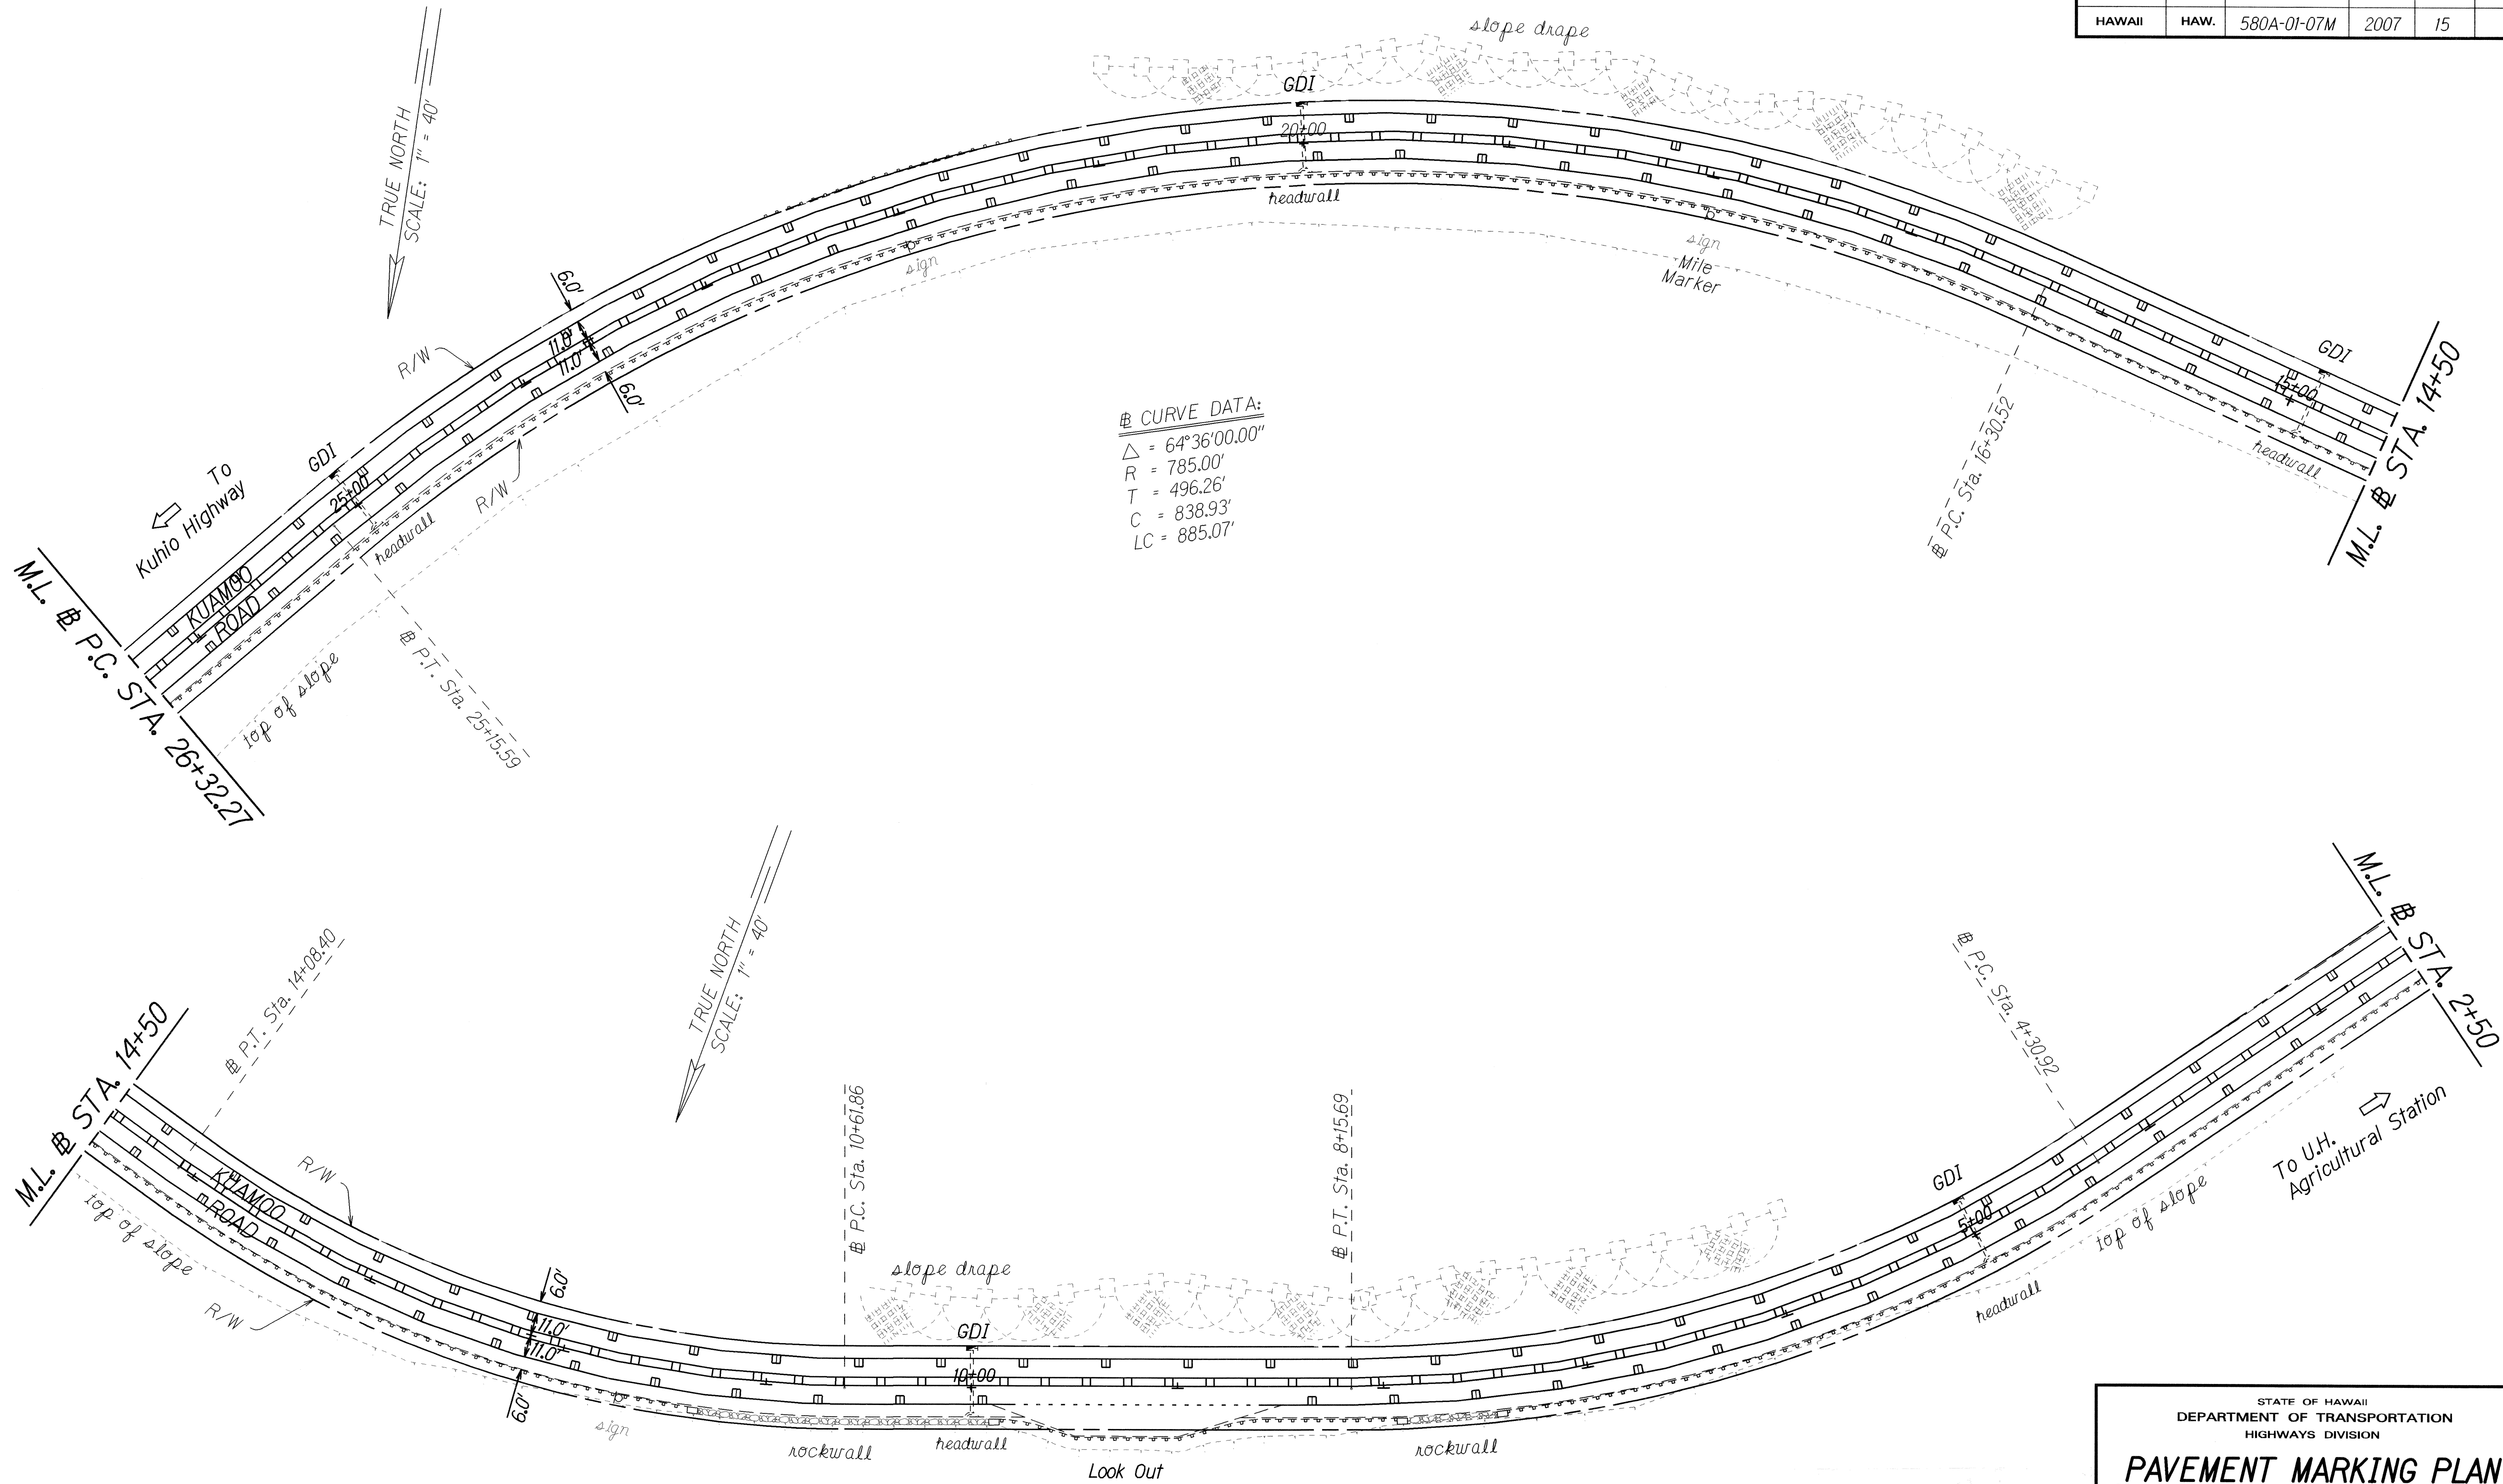 HAWAII HAW. 580A-01-07M 2007 15
slope drape
GDI
20+00
headwall
TRUE NORTH
SCALE: 1" = 40'
sign
sign
Mile
Marker
6.0'
11.0'
11.0'
6.0'
R/W
R/W
GDI
15+00
headwall
M.L. ℄ STA. 14+50
℄ P.C. Sta. 16+30.52
℄ CURVE DATA:
△ = 64°36'00.00"
R = 785.00'
T = 496.26'
C = 838.93'
LC = 885.07'
To
Kuhio Highway
GDI
25+00
headwall
KUAMOO
ROAD
M.L. ℄ P.C. STA. 26+32.27
top of slope
℄ P.T. Sta. 25+15.59
TRUE NORTH
SCALE: 1" = 40'
M.L. ℄ STA. 14+50
℄ P.T. Sta. 14+08.40
KUAMOO
ROAD
R/W
top of slope
R/W
6.0'
11.0'
11.0'
6.0'
sign
℄ P.C. Sta. 10+61.86
slope drape
GDI
10+00
rockwall
headwall
Look Out
℄ P.T. Sta. 8+15.69
rockwall
GDI
5+00
headwall
℄ P.C. Sta. 4+30.92
M.L. ℄ STA. 2+50
To U.H.
Agricultural Station
top of slope
STATE OF HAWAII
DEPARTMENT OF TRANSPORTATION
HIGHWAYS DIVISION
PAVEMENT MARKING PLAN